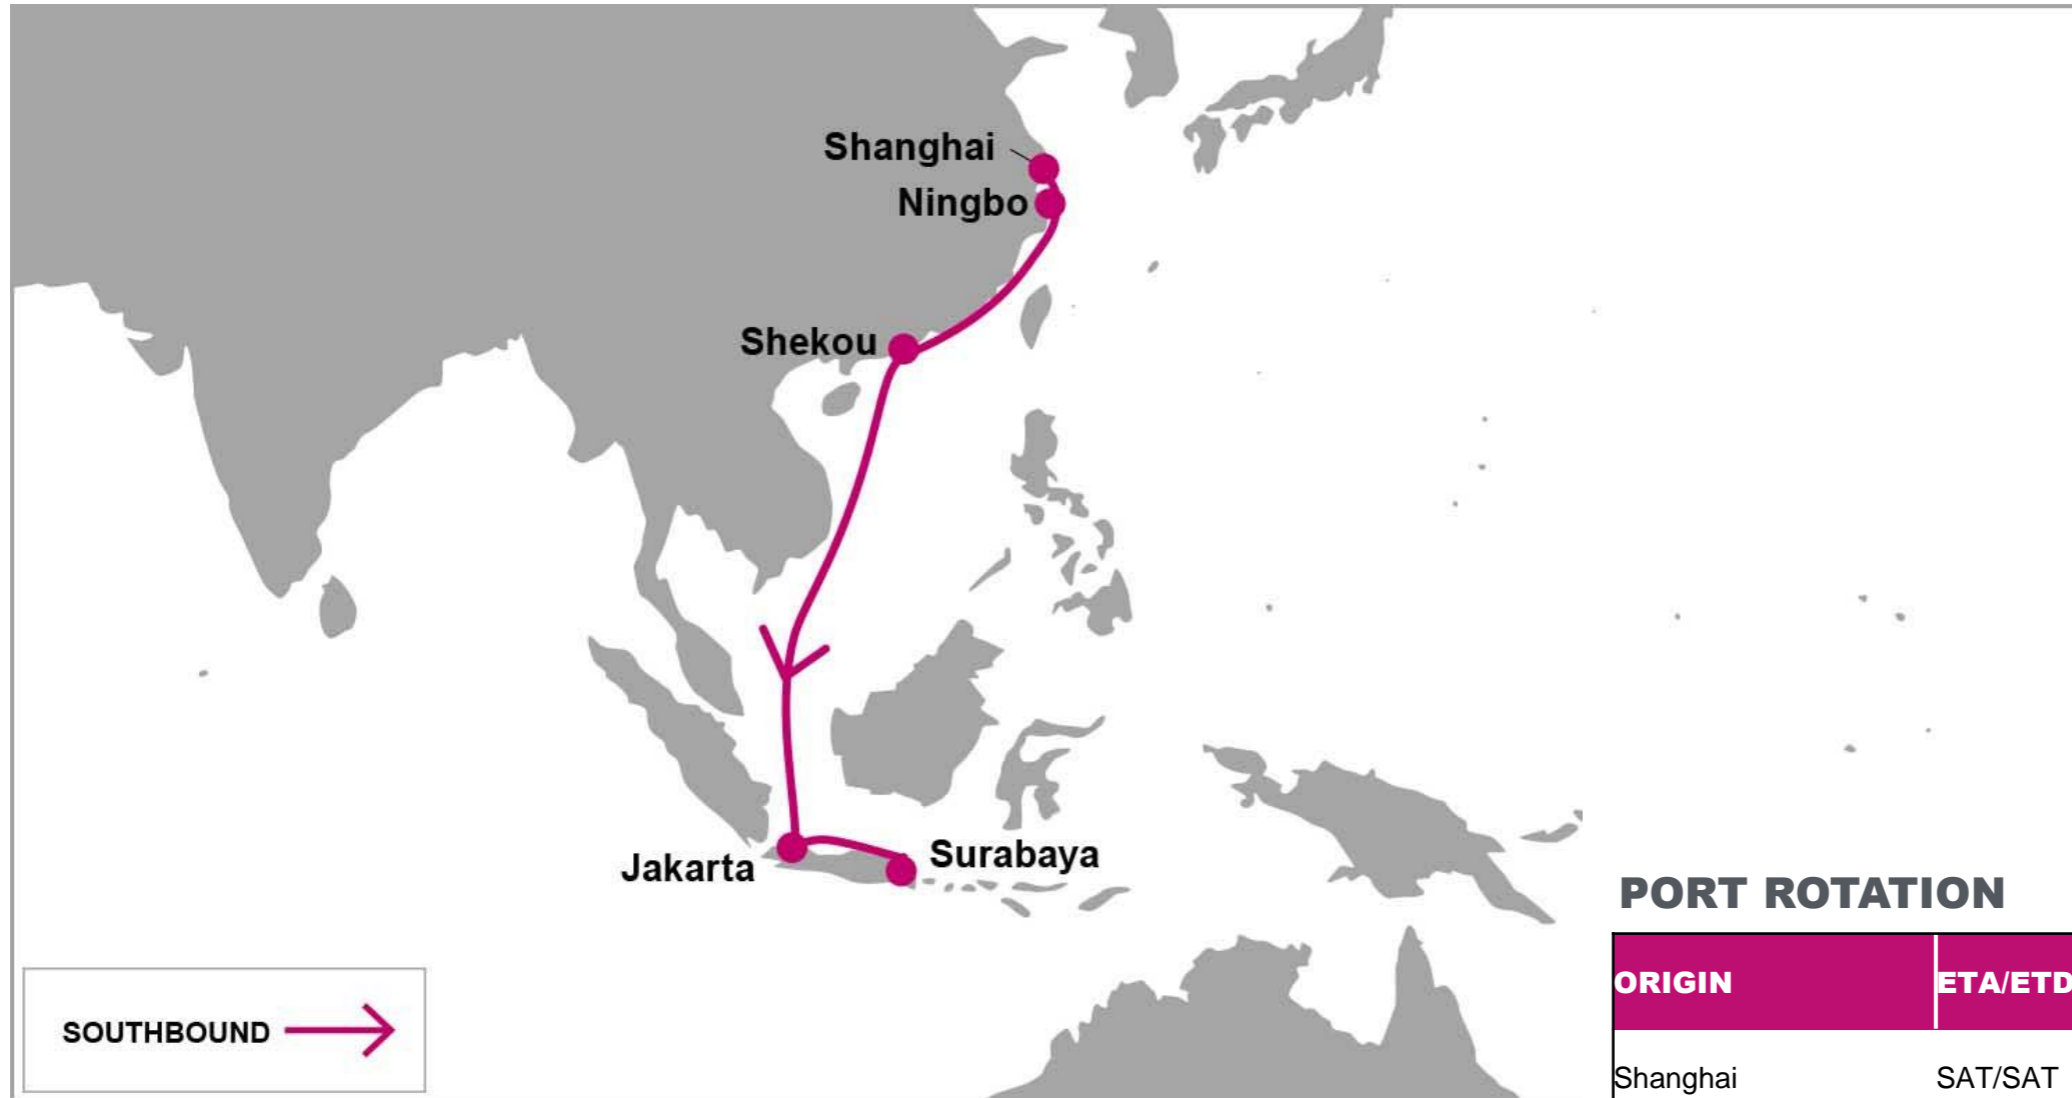 Shanghai
Ningbo
Shekou
Jakarta
Surabaya
SOUTHBOUND
PORT ROTATION
ORIGIN ETA/ETD
Shanghai SAT/SAT